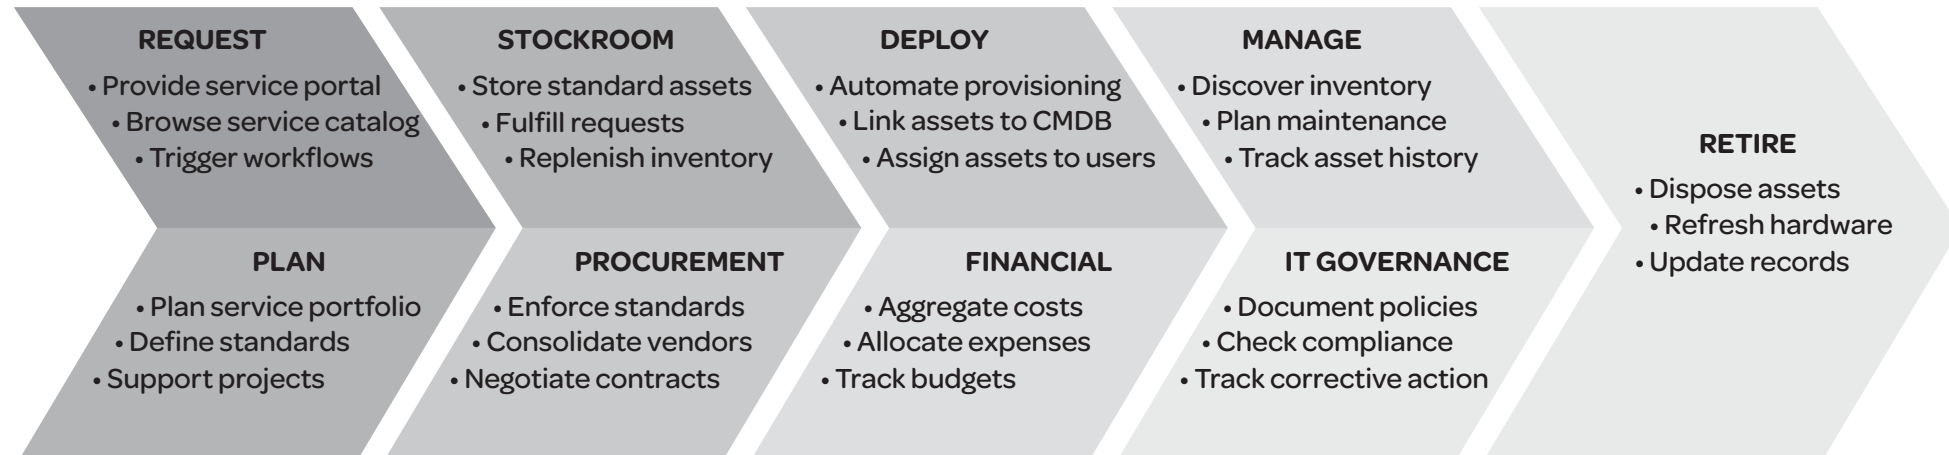 REQUEST
• Provide service portal
• Browse service catalog
• Trigger workflows
PLAN
• Plan service portfolio
• Define standards
• Support projects
STOCKROOM
• Store standard assets
• Fulfill requests
• Replenish inventory
PROCUREMENT
• Enforce standards
• Consolidate vendors
• Negotiate contracts
DEPLOY
• Automate provisioning
• Link assets to CMDB
• Assign assets to users
FINANCIAL
• Aggregate costs
• Allocate expenses
• Track budgets
MANAGE
• Discover inventory
• Plan maintenance
• Track asset history
IT GOVERNANCE
• Document policies
• Check compliance
• Track corrective action
RETIRE
• Dispose assets
• Refresh hardware
• Update records